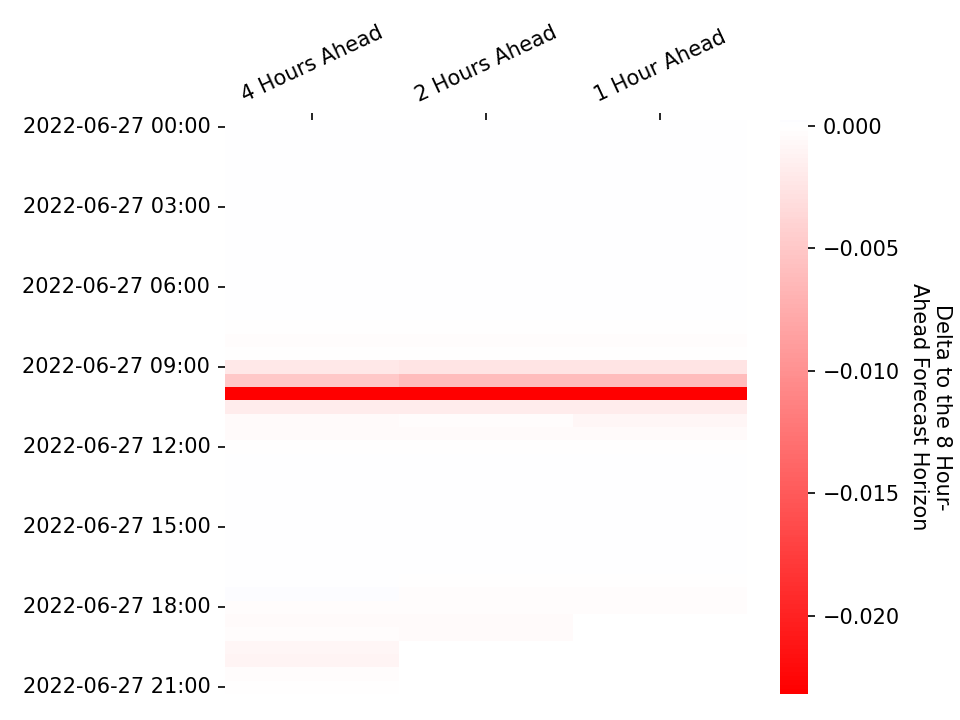 4 Hours Ahead
2 Hours Ahead
1 Hour Ahead
2022-06-27 00:00
2022-06-27 03:00
2022-06-27 06:00
2022-06-27 09:00
2022-06-27 12:00
2022-06-27 15:00
2022-06-27 18:00
2022-06-27 21:00
0.000
−0.005
−0.010
−0.015
−0.020
Delta to the 8 Hour-
Ahead Forecast Horizon